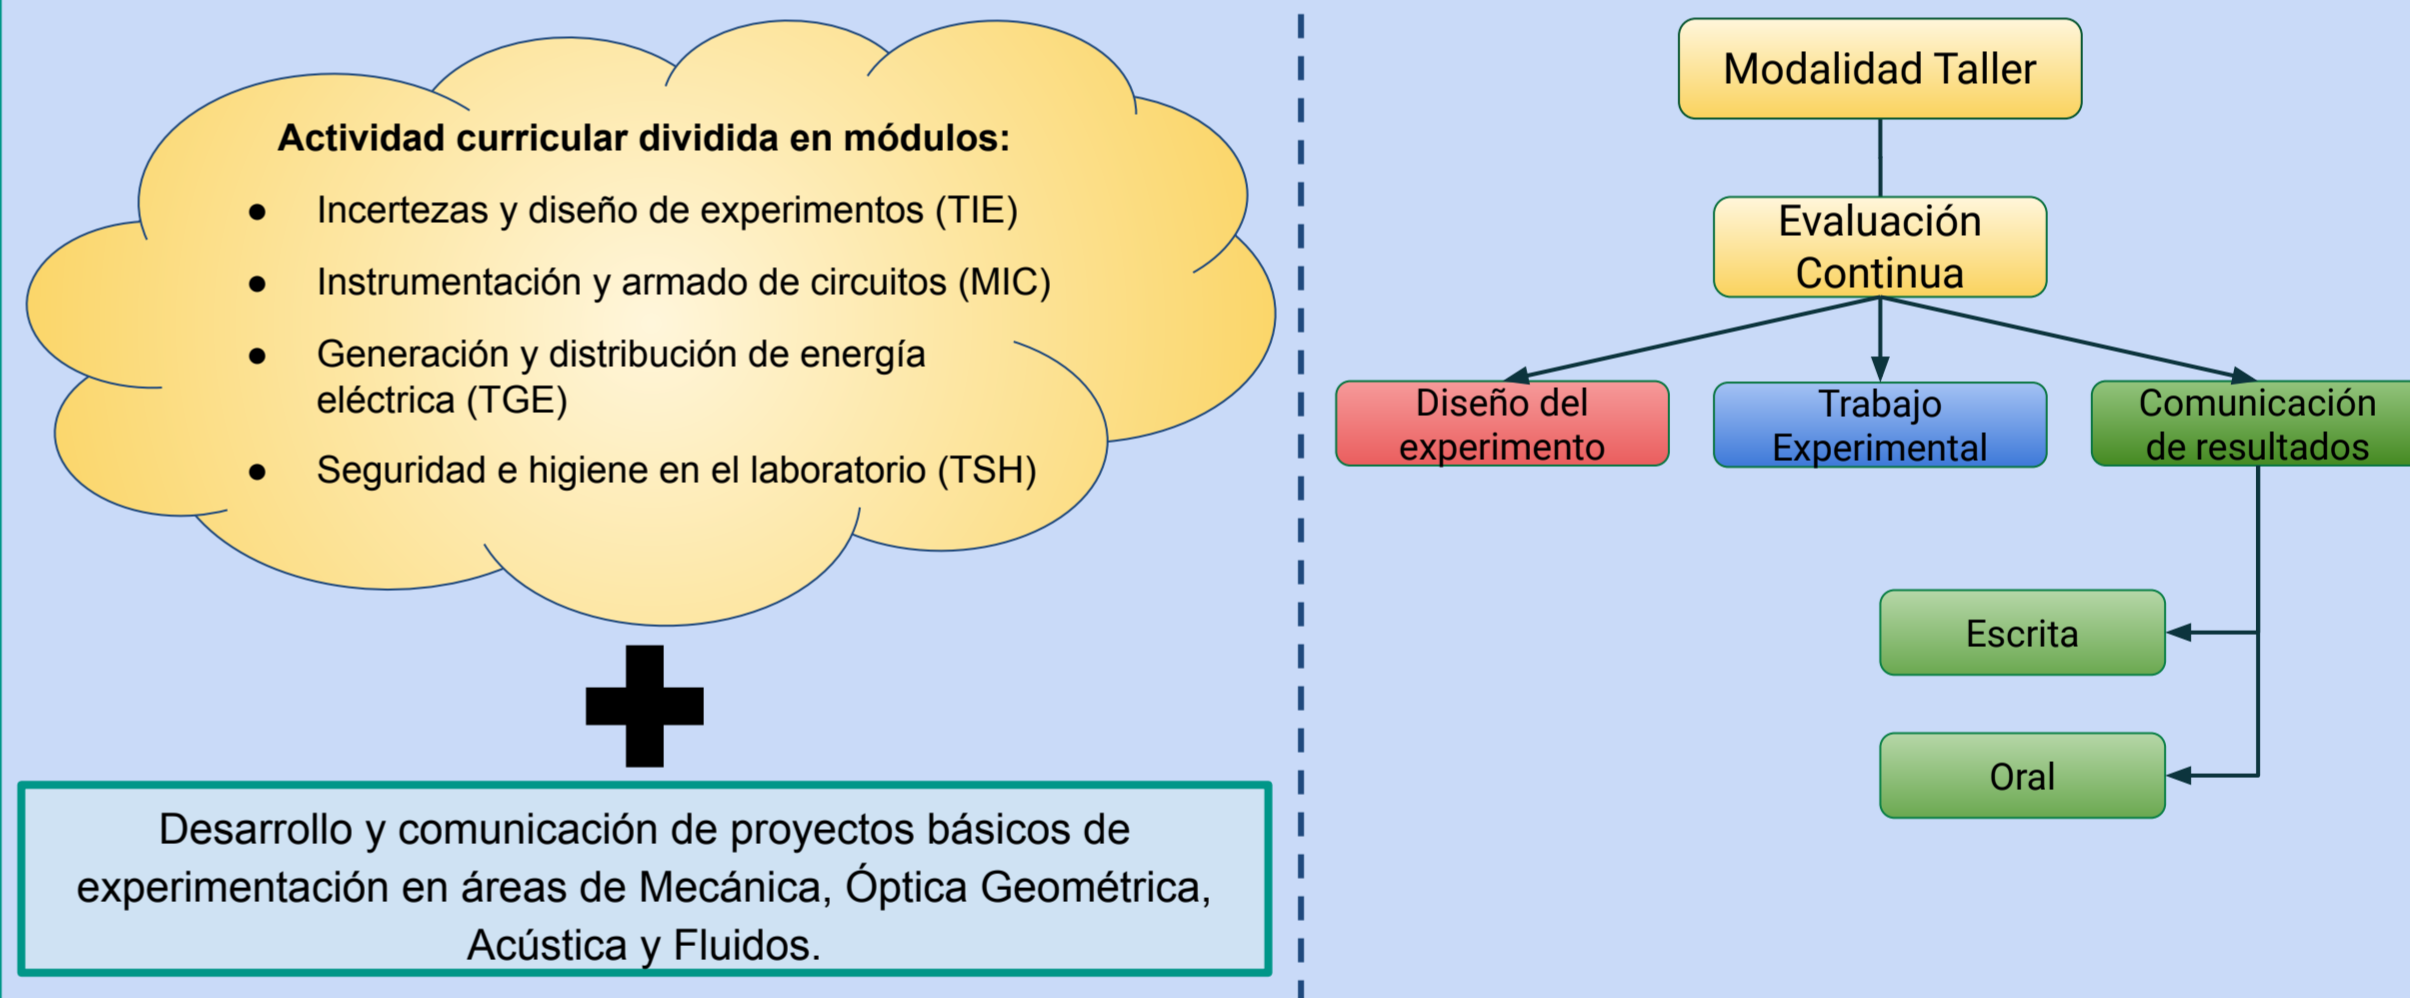 Actividad curricular dividida en módulos:
● Incertezas y diseño de experimentos (TIE)
● Instrumentación y armado de circuitos (MIC)
● Generación y distribución de energía
eléctrica (TGE)
● Seguridad e higiene en el laboratorio (TSH)
Desarrollo y comunicación de proyectos básicos de
experimentación en áreas de Mecánica, Óptica Geométrica,
Acústica y Fluidos.
Modalidad Taller
Evaluación
Continua
Diseño del
experimento
Trabajo
Experimental
Comunicación
de resultados
Escrita
Oral